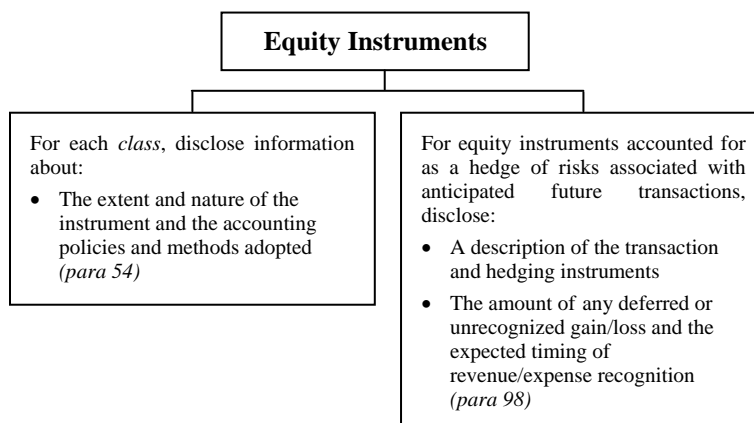 Equity Instruments
For each class, disclose information
about:
• The extent and nature of the
instrument and the accounting
policies and methods adopted
(para 54)
For equity instruments accounted for
as a hedge of risks associated with
anticipated future transactions,
disclose:
• A description of the transaction
and hedging instruments
• The amount of any deferred or
unrecognized gain/loss and the
expected timing of
revenue/expense recognition
(para 98)